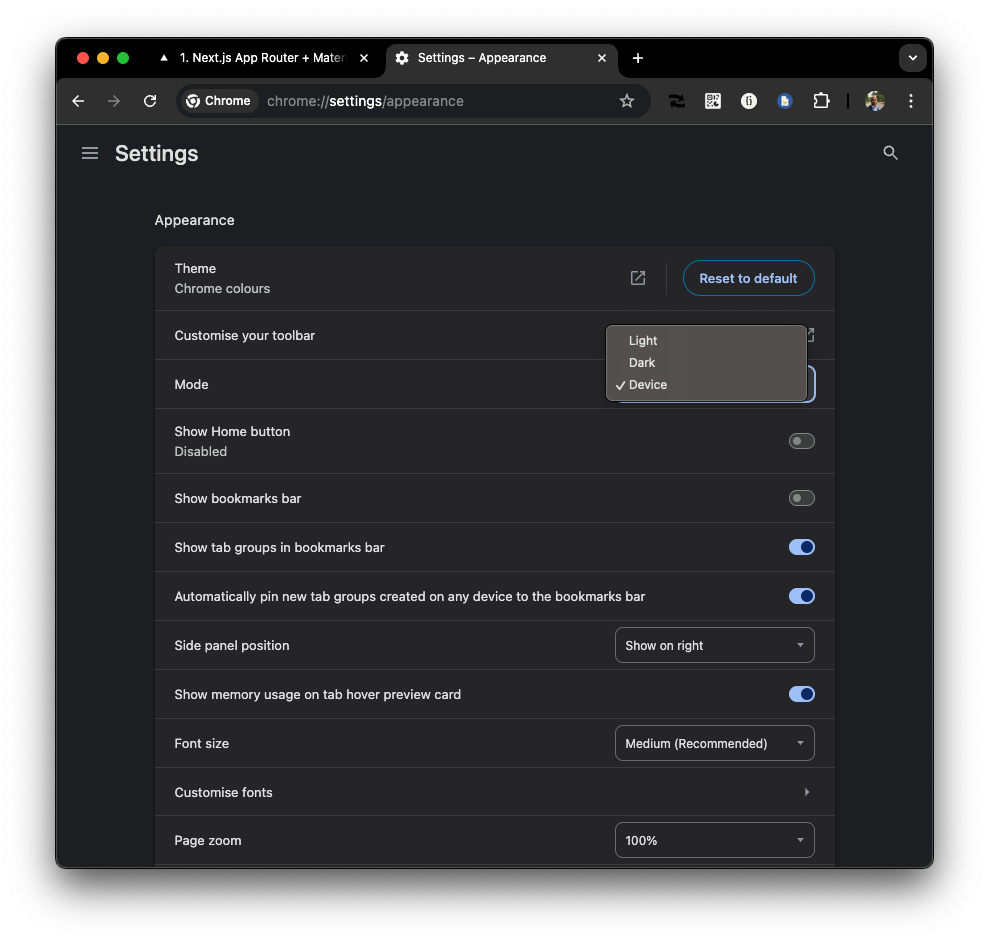 1. Next.js App Router + Mater
Settings – Appearance
Chrome
chrome://settings/appearance
Settings
Appearance
Theme
Chrome colours
Reset to default
Customise your toolbar
Light
Dark
Mode
✓ Device
Show Home button
Disabled
Show bookmarks bar
Show tab groups in bookmarks bar
Automatically pin new tab groups created on any device to the bookmarks bar
Side panel position
Show on right
Show memory usage on tab hover preview card
Font size
Medium (Recommended)
Customise fonts
Page zoom
100%